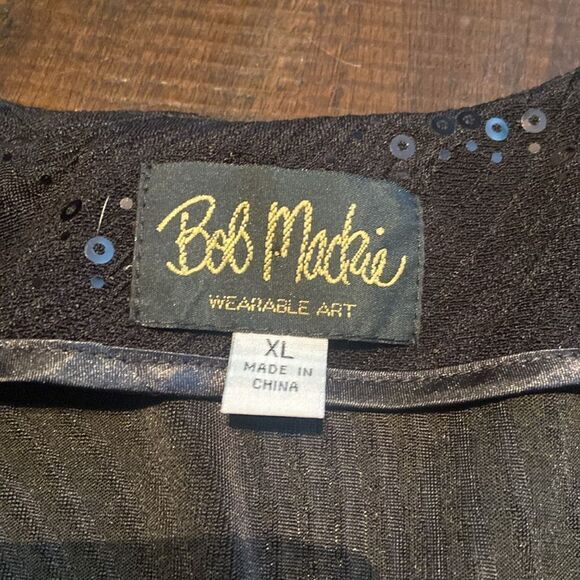 Bob Mackie
WEARABLE ART
XL
MADE IN
CHINA